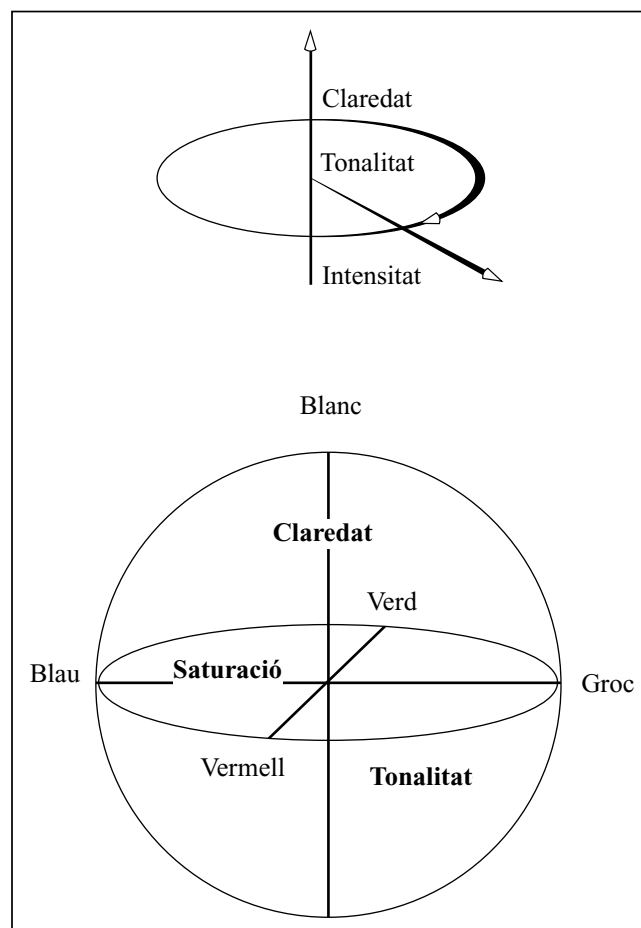 Claredat
Tonalitat
Intensitat
Blanc
Claredat
Verd
Blau
Saturació
Groc
Vermell
Tonalitat